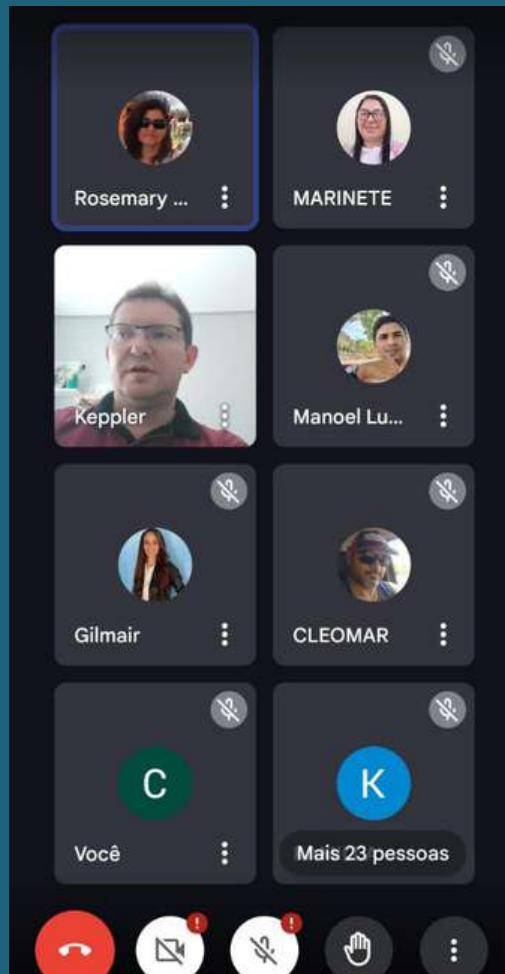 Rosemary ...
MARINETE
Keppler
Manoel Lu...
Gilmair
CLEOMAR
C
Você
K
Mais 23 pessoas